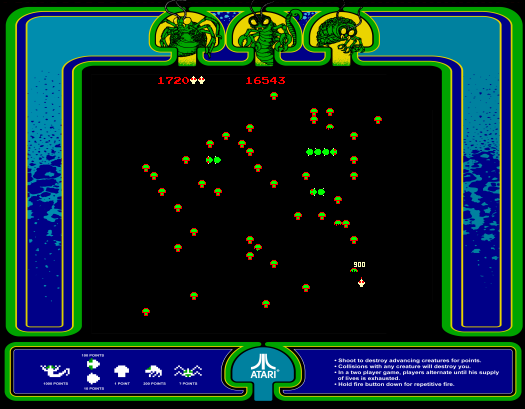 1720 16543
900
100 POINTS
1000 POINTS
10 POINTS
1 POINT
200 POINTS
? POINTS
ATARI
• Shoot to destroy advancing creatures for points.
• Collisions with any creature will destroy you.
• In a two player game, players alternate until his supply
of lives is exhausted.
• Hold fire button down for repetitive fire.